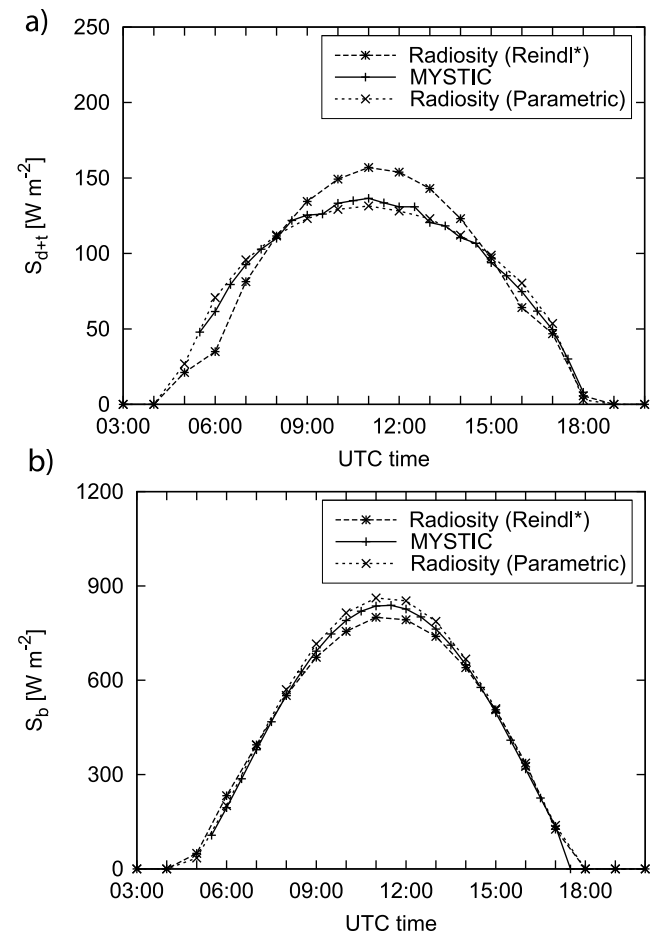 a)
250
200
150
100
50
0
S_{d+t} [W m^{-2}]
Radiosity (Reindl*)
MYSTIC
Radiosity (Parametric)
03:00 06:00 09:00 12:00 15:00 18:00
UTC time
b)
1200
900
600
300
0
S_b [W m^{-2}]
Radiosity (Reindl*)
MYSTIC
Radiosity (Parametric)
03:00 06:00 09:00 12:00 15:00 18:00
UTC time